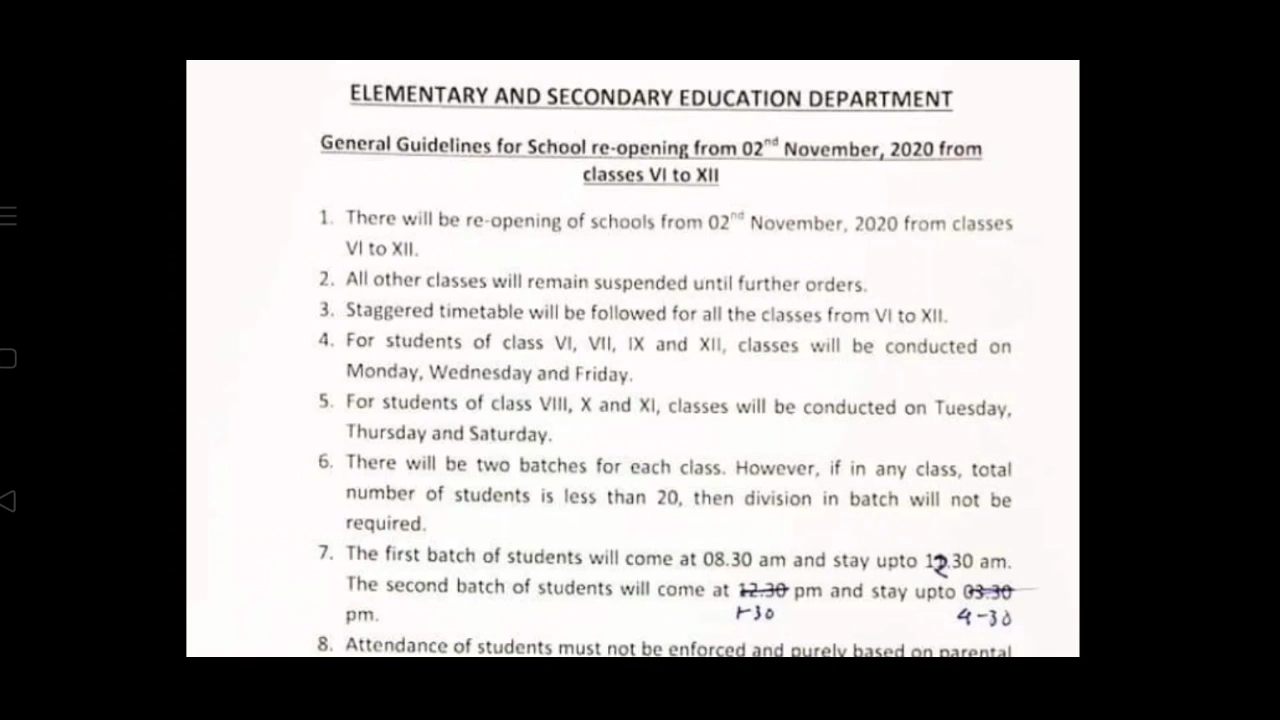 ELEMENTARY AND SECONDARY EDUCATION DEPARTMENT
General Guidelines for School re-opening from 02nd November, 2020 from
classes VI to XII
1. There will be re-opening of schools from 02nd November, 2020 from classes
VI to XII.
2. All other classes will remain suspended until further orders.
3. Staggered timetable will be followed for all the classes from VI to XII.
4. For students of class VI, VII, IX and XII, classes will be conducted on
Monday, Wednesday and Friday.
5. For students of class VIII, X and XI, classes will be conducted on Tuesday,
Thursday and Saturday.
6. There will be two batches for each class. However, if in any class, total
number of students is less than 20, then division in batch will not be
required.
7. The first batch of students will come at 08.30 am and stay upto 12.30 am.
The second batch of students will come at 12.30 pm and stay upto 03.30
pm. 1-30 4-30
8. Attendance of students must not be enforced and purely based on parental